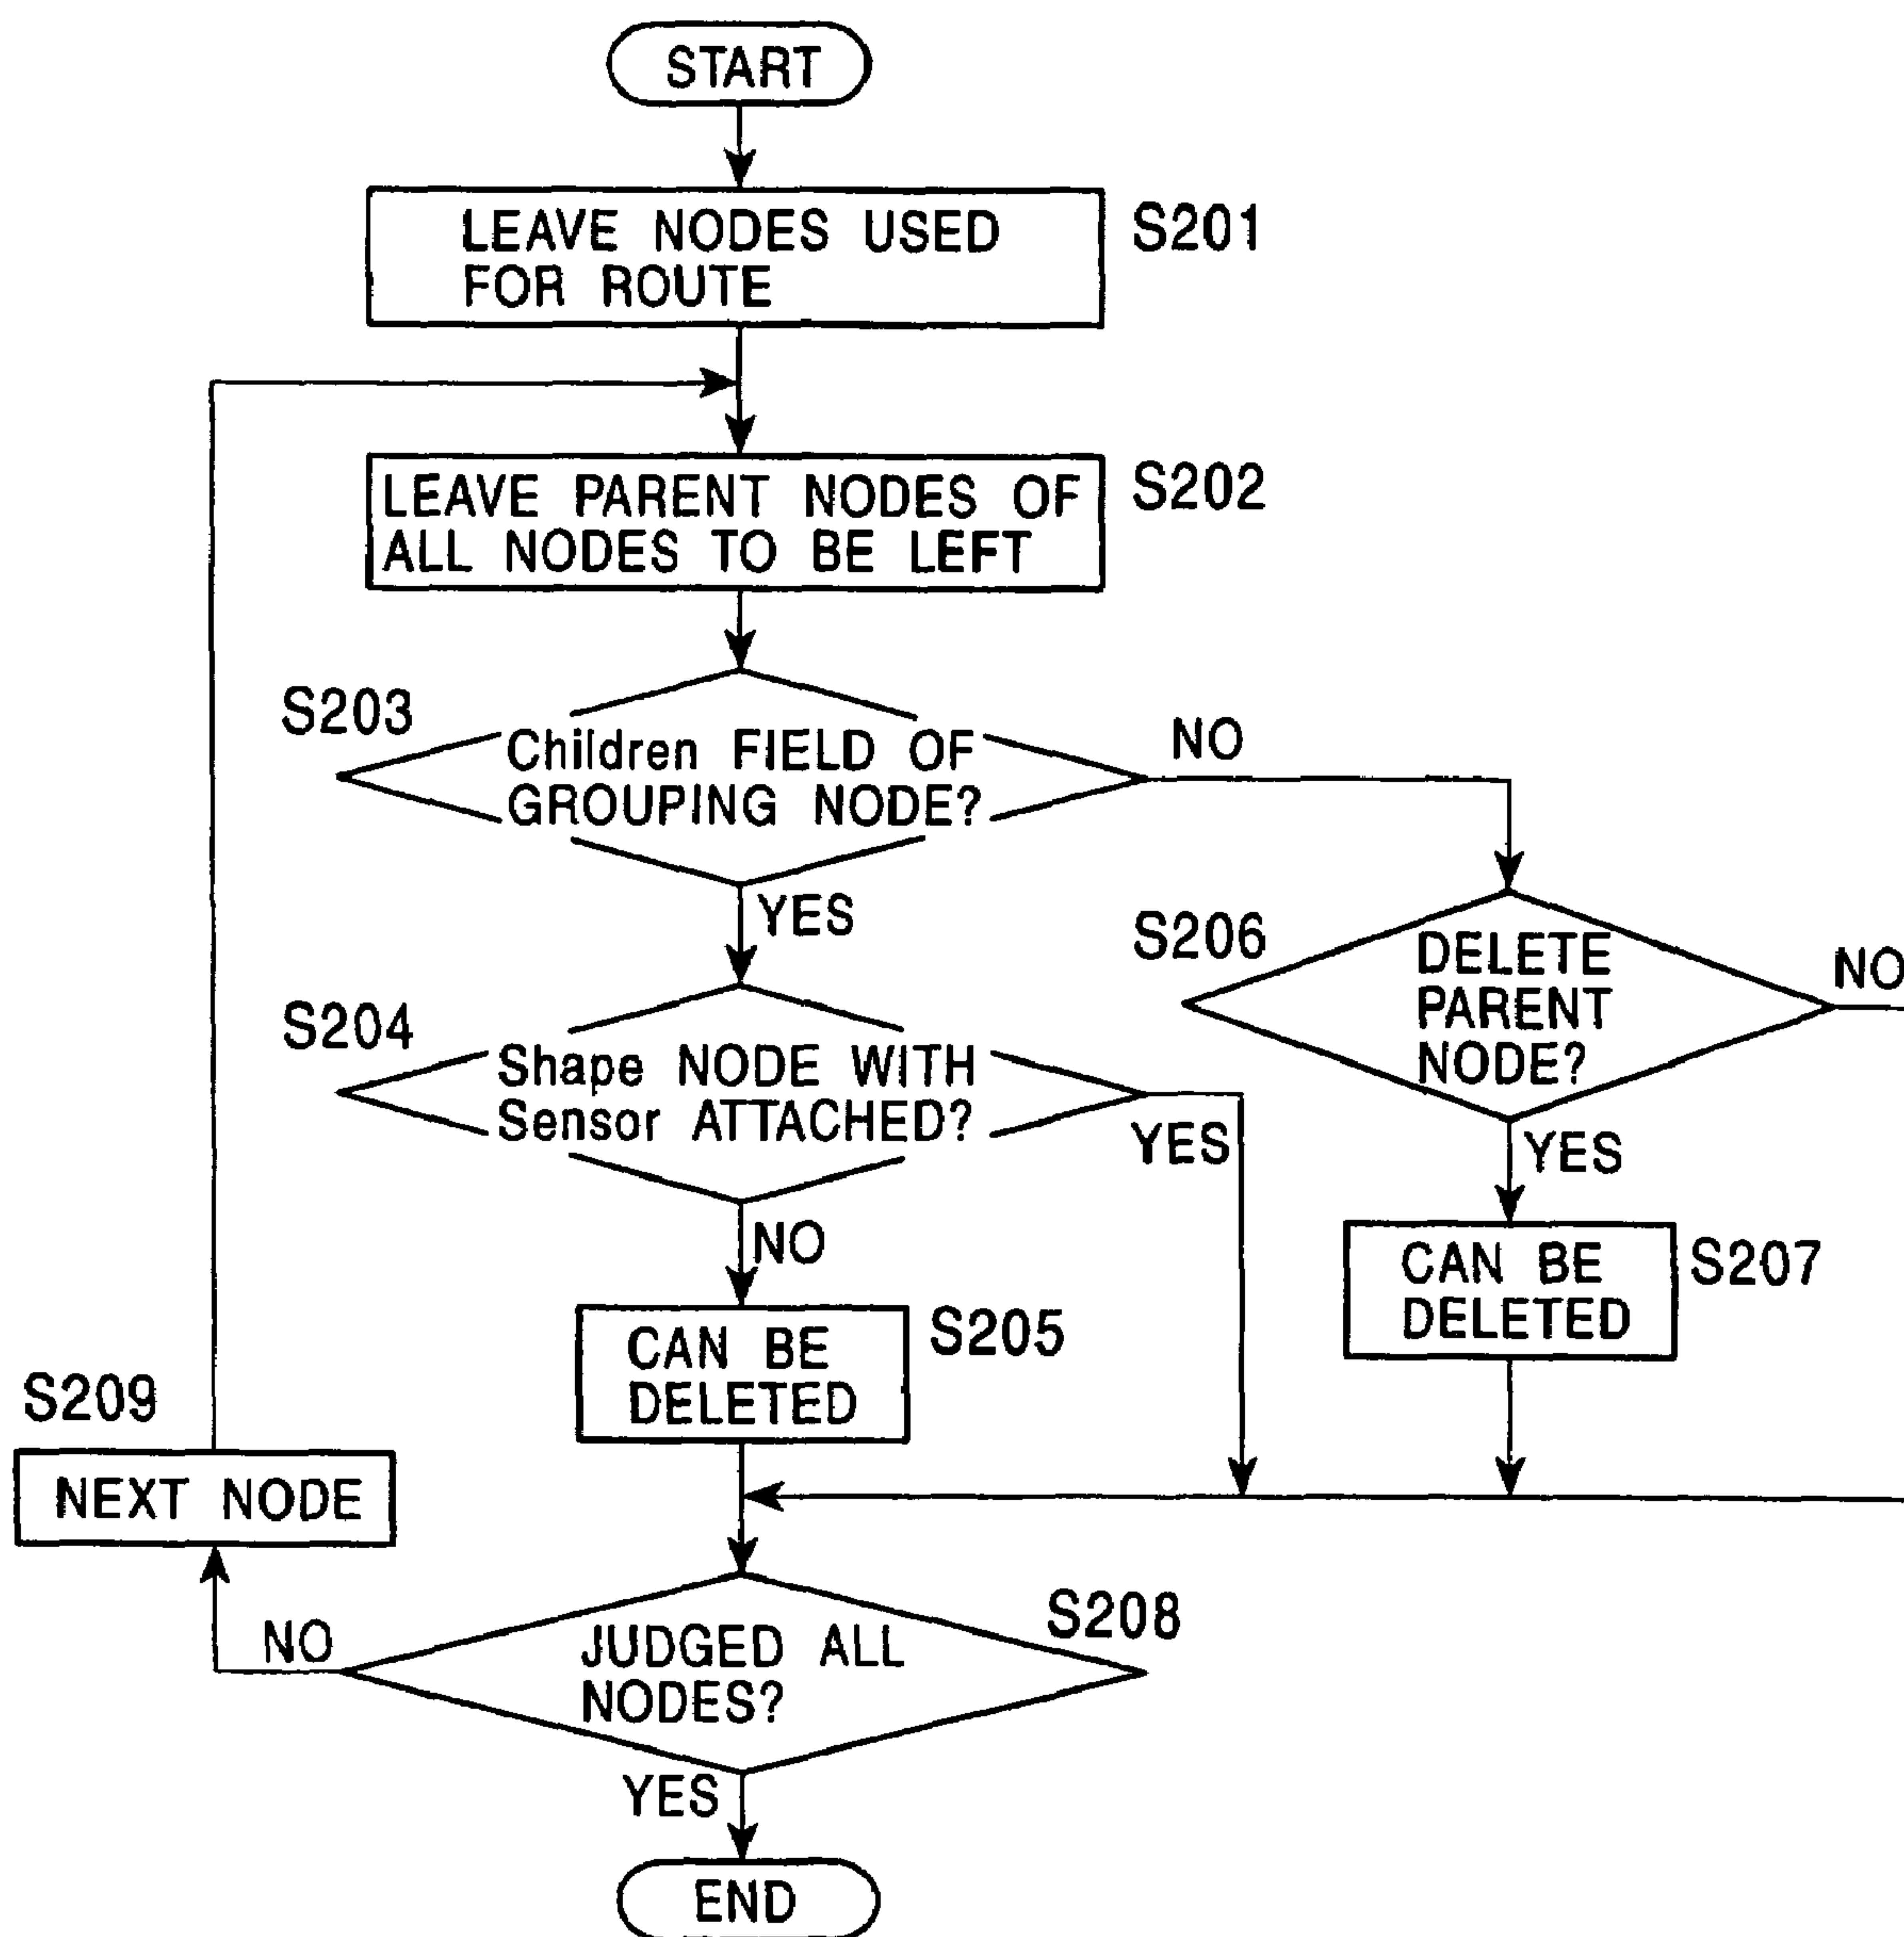 START
LEAVE NODES USED
FOR ROUTE
S201
LEAVE PARENT NODES OF
ALL NODES TO BE LEFT
S202
S203
Children FIELD OF
GROUPING NODE?
NO
YES
S206
DELETE
PARENT
NODE?
NO
S204
Shape NODE WITH
Sensor ATTACHED?
YES
YES
NO
CAN BE
DELETED
S207
CAN BE
DELETED
S205
S209
NEXT NODE
NO
JUDGED ALL
NODES?
S208
YES
END